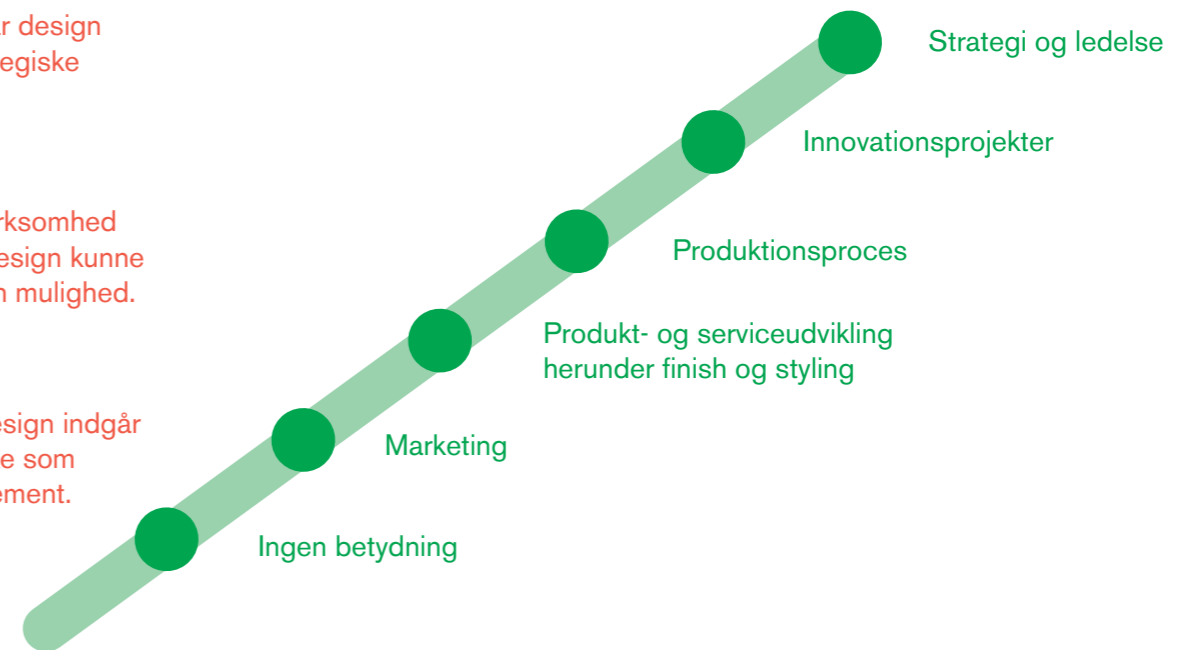 r design
egiske
rksomhed
esign kunne
n mulighed.
esign indgår
e som
ement.
Strategi og ledelse
Innovationsprojekter
Produktionsproces
Produkt- og serviceudvikling
herunder finish og styling
Marketing
Ingen betydning